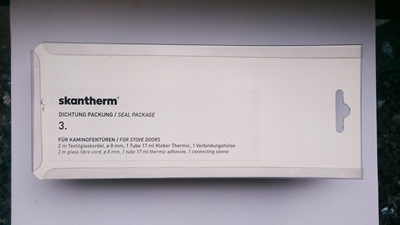 skantherm®
DICHTUNG PACKUNG / SEAL PACKAGE
3.
FÜR KAMINOFENTÜREN / FOR STOVE DOORS
2 m Textilglaskordel, ø 8 mm, 1 Tube 17 ml Kleber Thermic, 1 Verbindungshülse
2 m glass fibre cord, ø 8 mm, 1 tube 17 ml thermic adhesive, 1 connecting sleeve